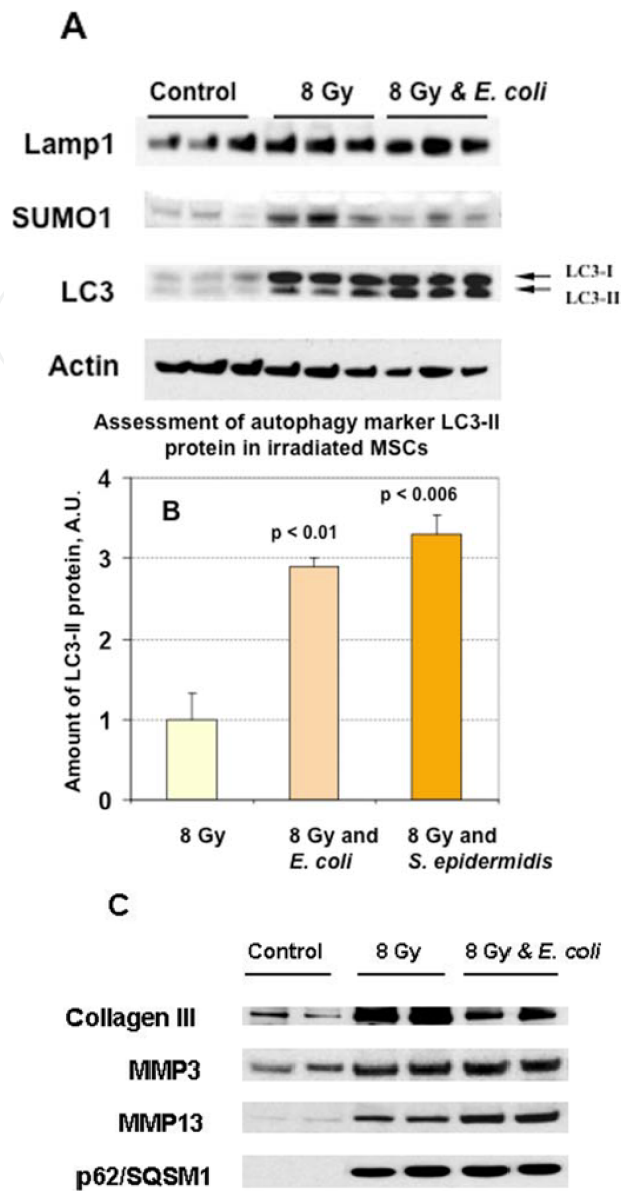 A
Control 8 Gy 8 Gy & E. coli
Lamp1
SUMO1
LC3
LC3-I
LC3-II
Actin
Assessment of autophagy marker LC3-II
protein in irradiated MSCs
B
Amount of LC3-II protein, A.U.
4
3
2
1
0
p < 0.01
p < 0.006
8 Gy
8 Gy and
E. coli
8 Gy and
S. epidermidis
C
Control 8 Gy 8 Gy & E. coli
Collagen III
MMP3
MMP13
p62/SQSM1